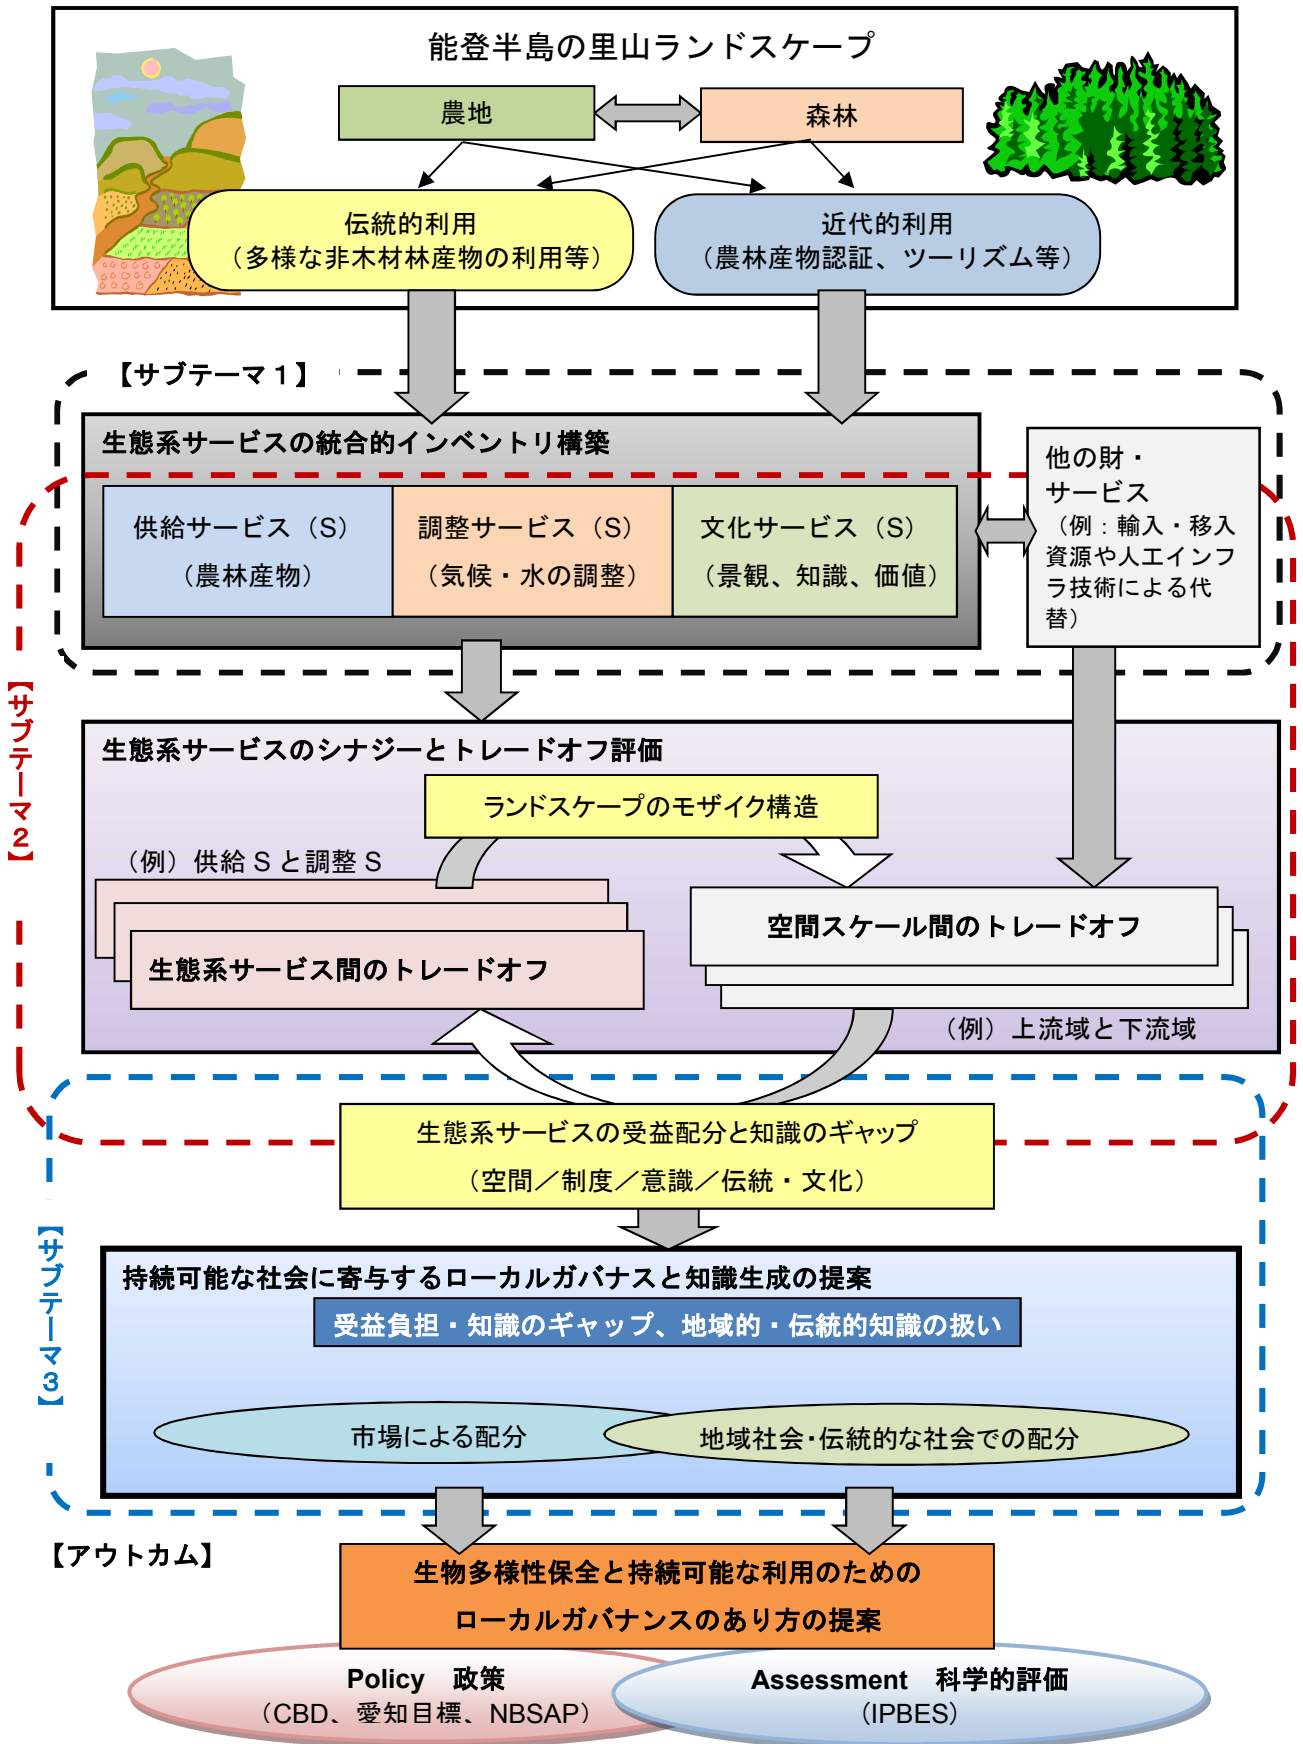 能登半島の里山ランドスケープ
農地
森林
伝統的利用
（多様な非木材林産物の利用等）
近代的利用
（農林産物認証、ツーリズム等）
【サブテーマ１】
生態系サービスの統合的インベントリ構築
供給サービス（S）
（農林産物）
調整サービス（S）
（気候・水の調整）
文化サービス（S）
（景観、知識、価値）
他の財・
サービス
（例：輸入・移入
資源や人工インフ
ラ技術による代
替）
【サブテーマ２】
生態系サービスのシナジーとトレードオフ評価
ランドスケープのモザイク構造
（例）供給 S と調整 S
生態系サービス間のトレードオフ
空間スケール間のトレードオフ
（例）上流域と下流域
生態系サービスの受益配分と知識のギャップ
（空間／制度／意識／伝統・文化）
【サブテーマ３】
持続可能な社会に寄与するローカルガバナスと知識生成の提案
受益負担・知識のギャップ、地域的・伝統的知識の扱い
市場による配分
地域社会･伝統的な社会での配分
【アウトカム】
生物多様性保全と持続可能な利用のための
ローカルガバナンスのあり方の提案
Policy　政策
（CBD、愛知目標、NBSAP）
Assessment　科学的評価
（IPBES）